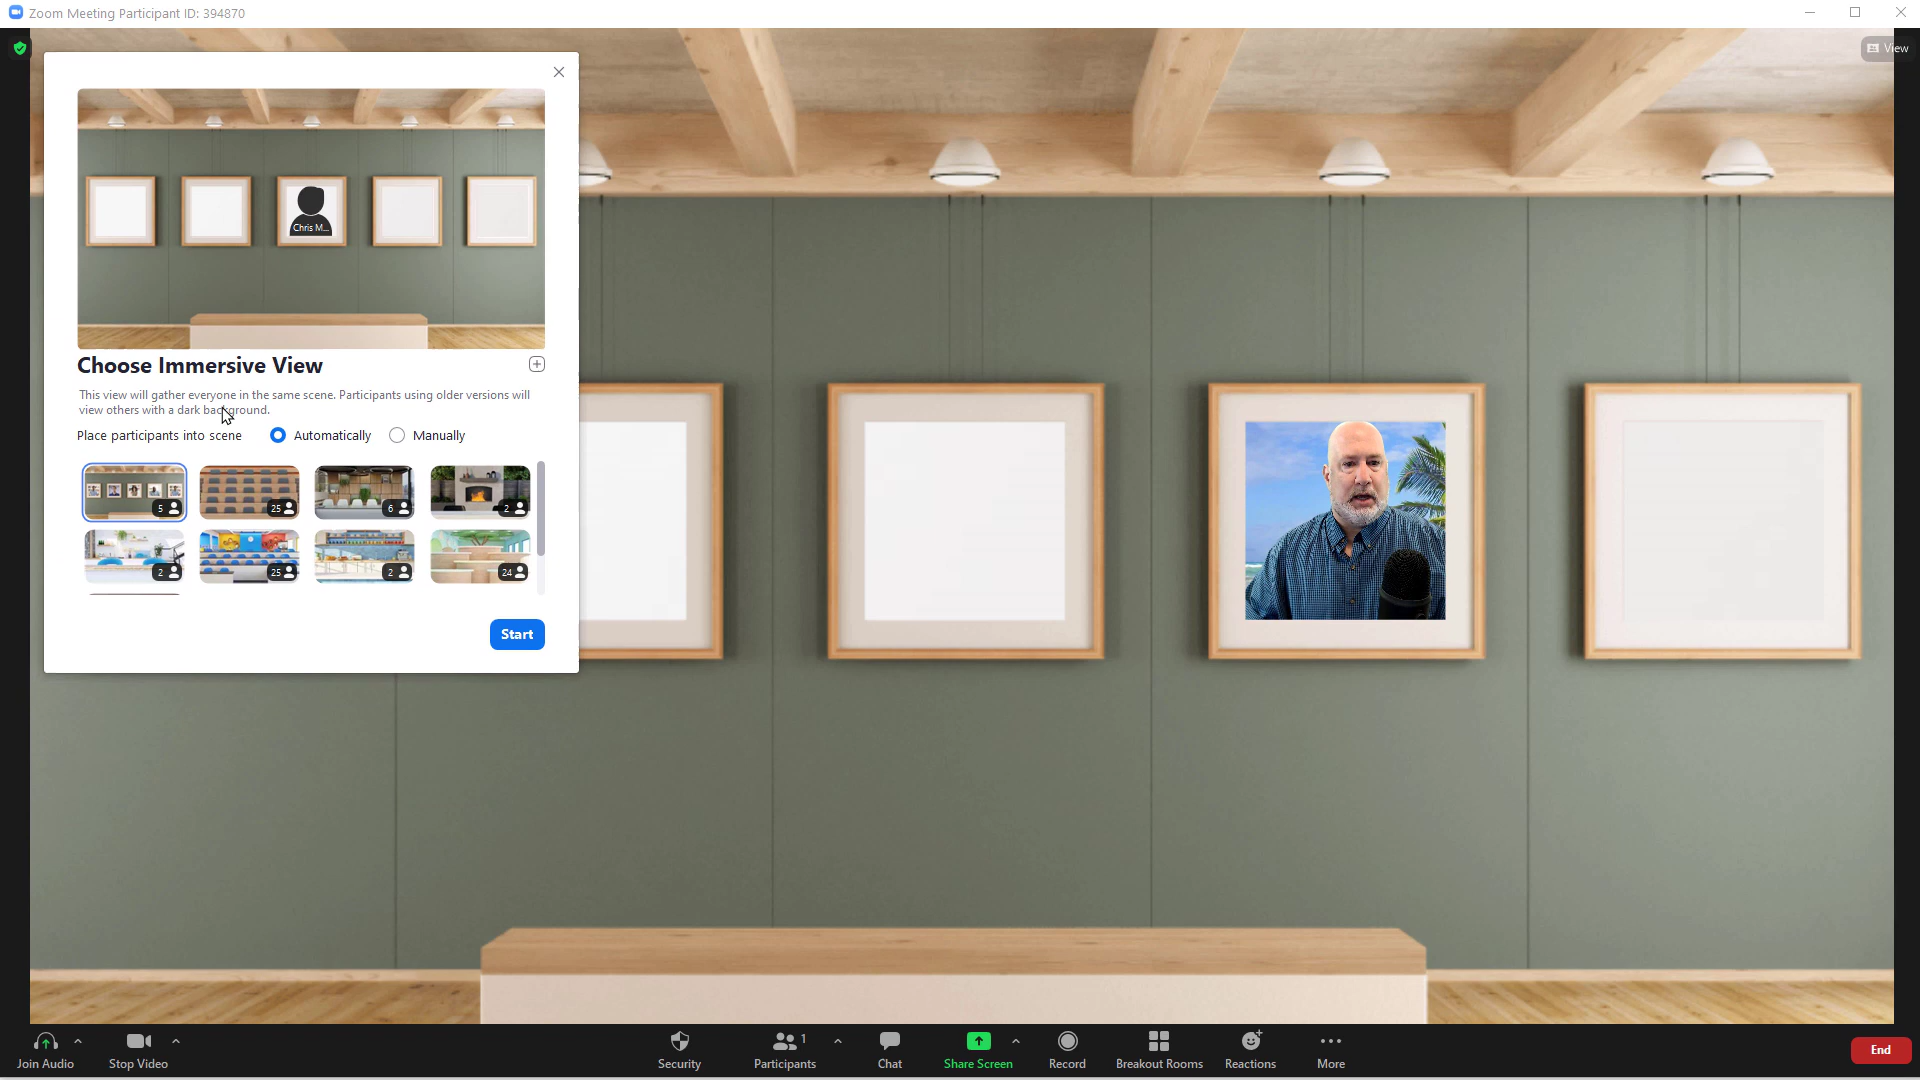 Zoom Meeting Participant ID: 394870
View
Chris M...
Choose Immersive View
This view will gather everyone in the same scene. Participants using older versions will
view others with a dark background.
Place participants into scene
Automatically
Manually
5
25
6
2
2
25
2
24
Start
Join Audio
Stop Video
Security
Participants
1
Chat
Share Screen
Record
Breakout Rooms
Reactions
More
End